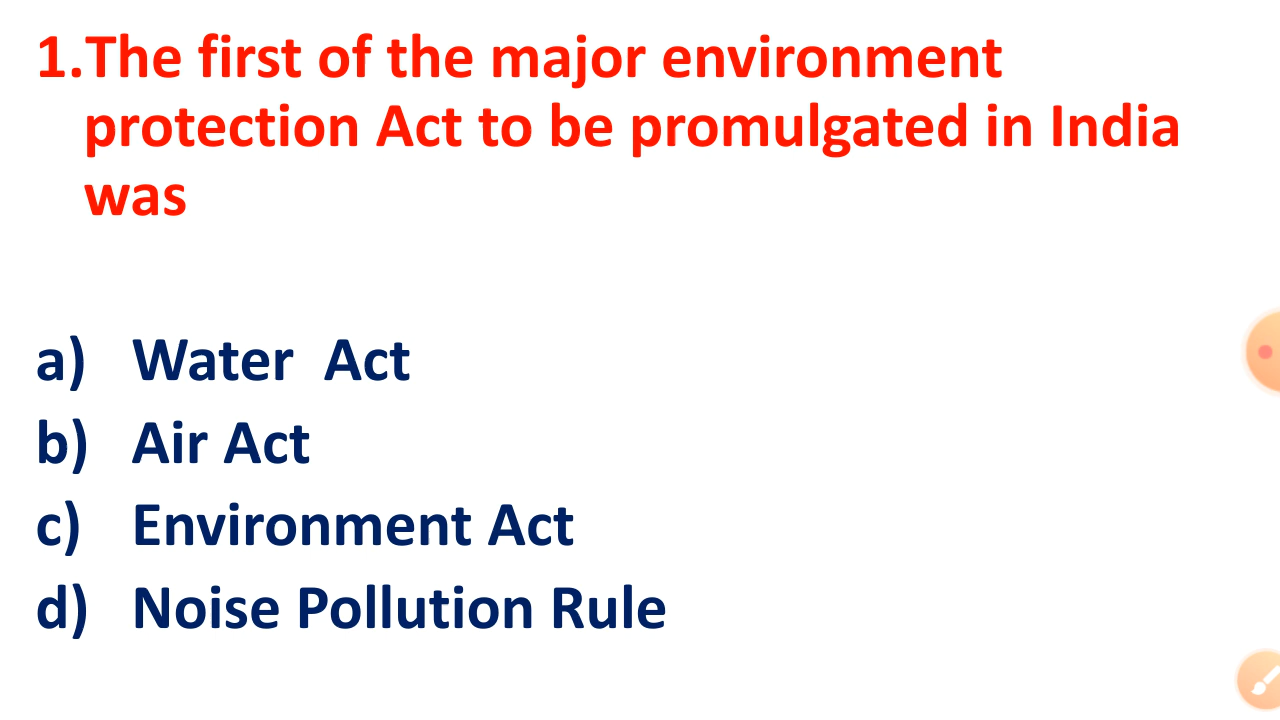 1.The first of the major environment
protection Act to be promulgated in India
was
a) Water Act
b) Air Act
c) Environment Act
d) Noise Pollution Rule